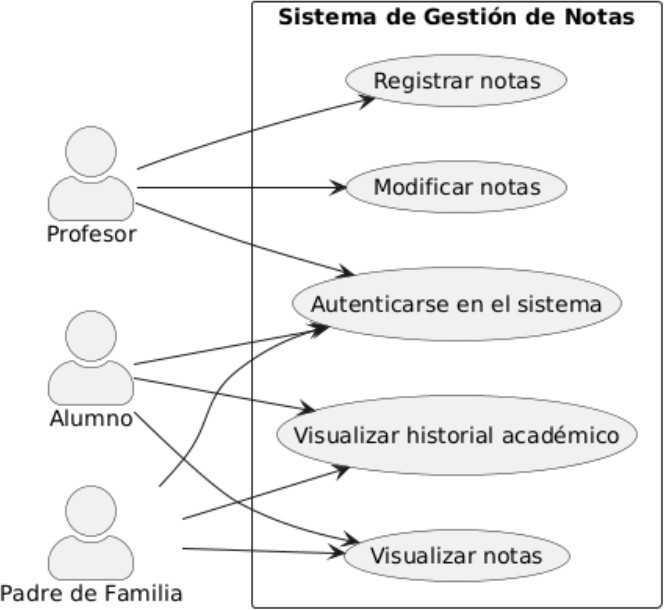 Sistema de Gestión de Notas
Registrar notas
Modificar notas
Profesor
Autenticarse en el sistema
Alumno
Visualizar historial académico
Visualizar notas
Padre de Familia